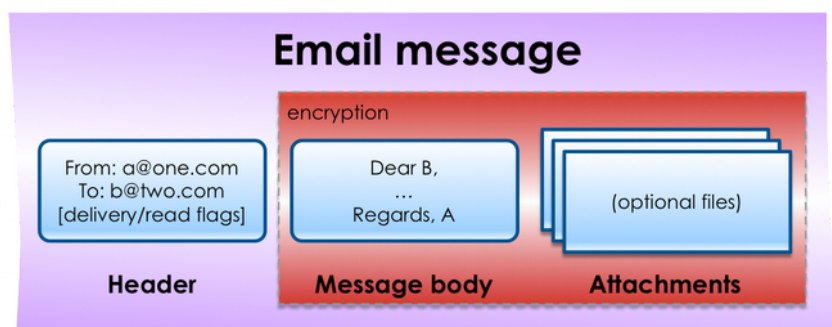 Email message
encryption
From: a@one.com
To: b@two.com
[delivery/read flags]
Dear B,
...
Regards, A
(optional files)
Header
Message body
Attachments